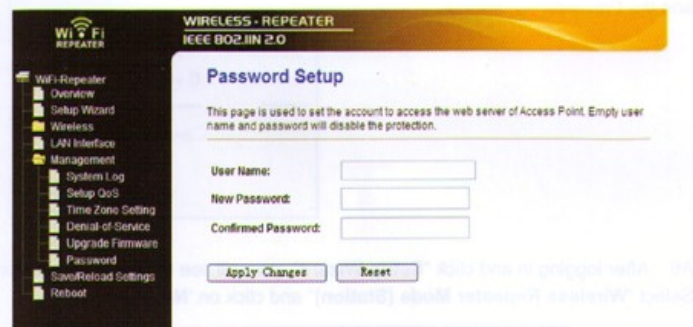 Wi Fi
REPEATER
WIRELESS - REPEATER
IEEE 802.11N 2.0
WiFi-Repeater
Overview
Setup Wizard
Wireless
LAN Interface
Management
System Log
Setup QoS
Time Zone Setting
Denial-of-Service
Upgrade Firmware
Password
Save/Reload Settings
Reboot
Password Setup
This page is used to set the account to access the web server of Access Point. Empty user
name and password will disable the protection.
User Name:
New Password:
Confirmed Password:
Apply Changes
Reset
After logging in and click "Setup Wizard"
Select "Wireless Repeater Mode (Station)" and click on